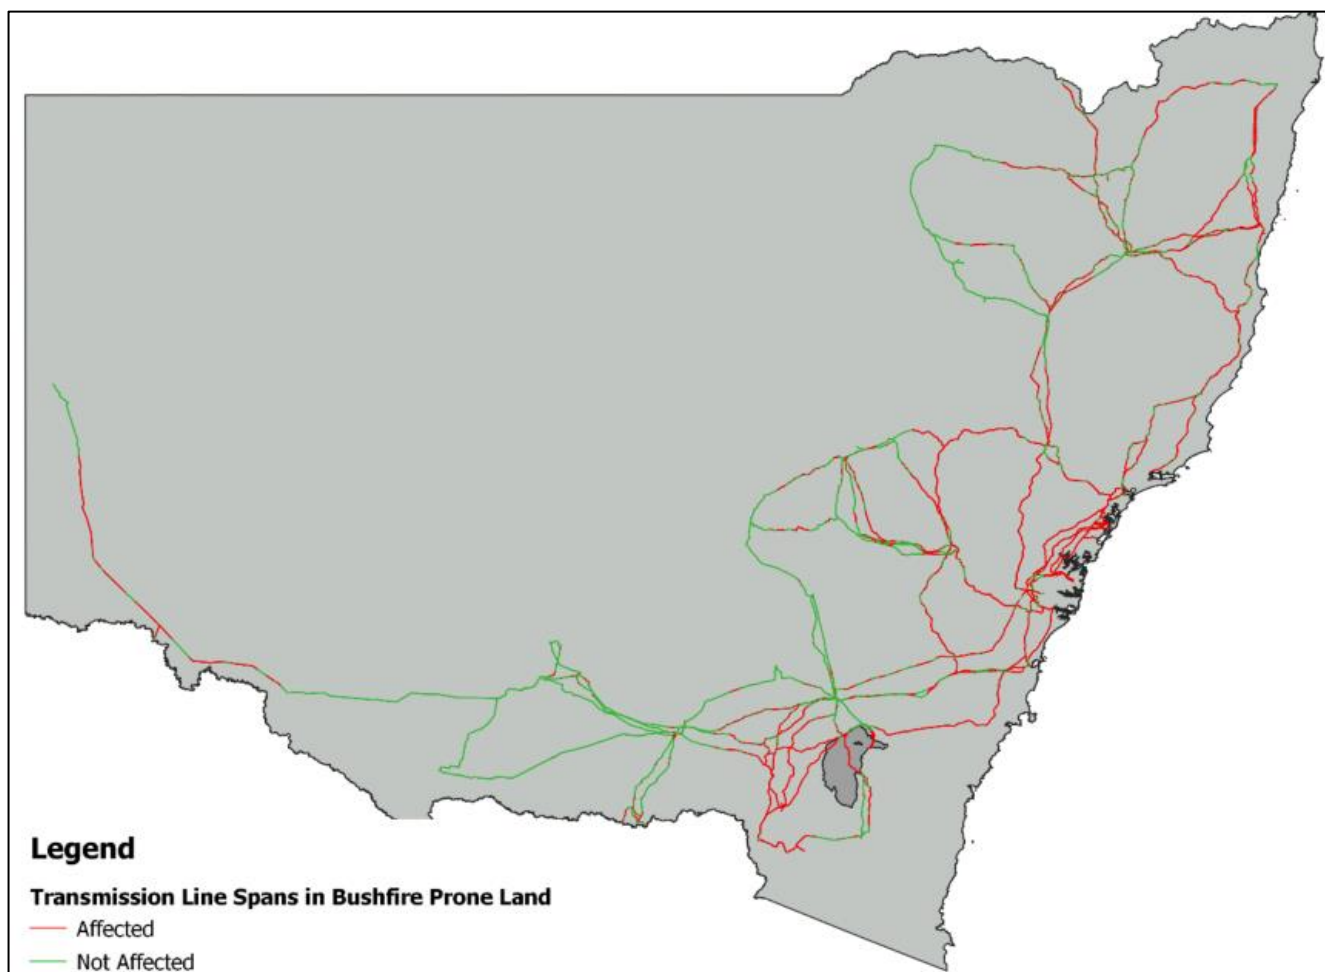 Legend
Transmission Line Spans in Bushfire Prone Land
Affected
Not Affected